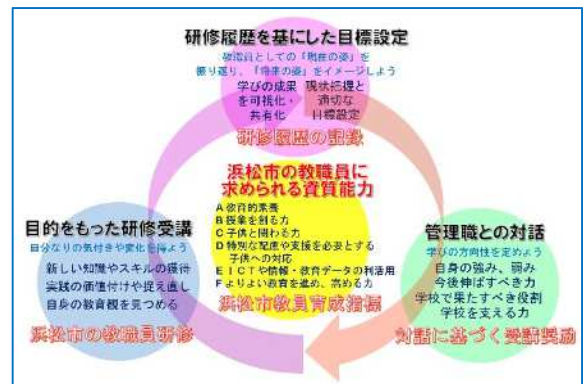 研修履歴を基にした目標設定
教職員としての「現在の姿」を
振り返り、「将来の姿」をイメージしよう
学びの成果を可視化・共有化
現状把握と適切な目標設定
研修履歴の記録
浜松市の教職員に
求められる資質能力
A 教育的素養
B 授業を創る力
C 子供と関わる力
D 特別な配慮や支援を必要とする
子供への対応
E ICTや情報・教育データの利活用
F よりよい教育を進め、高める力
浜松市教員育成指標
目的をもった研修受講
自分なりの気付きや変化を得よう
新しい知識やスキルの獲得
実践の価値付けや捉え直し
自身の教育観を見つめる
浜松市の教職員研修
管理職との対話
学びの方向性を定めよう
自身の強み、弱み
今後伸ばすべき力
学校で果たすべき役割
学校を支える力
対話に基づく受講奨励